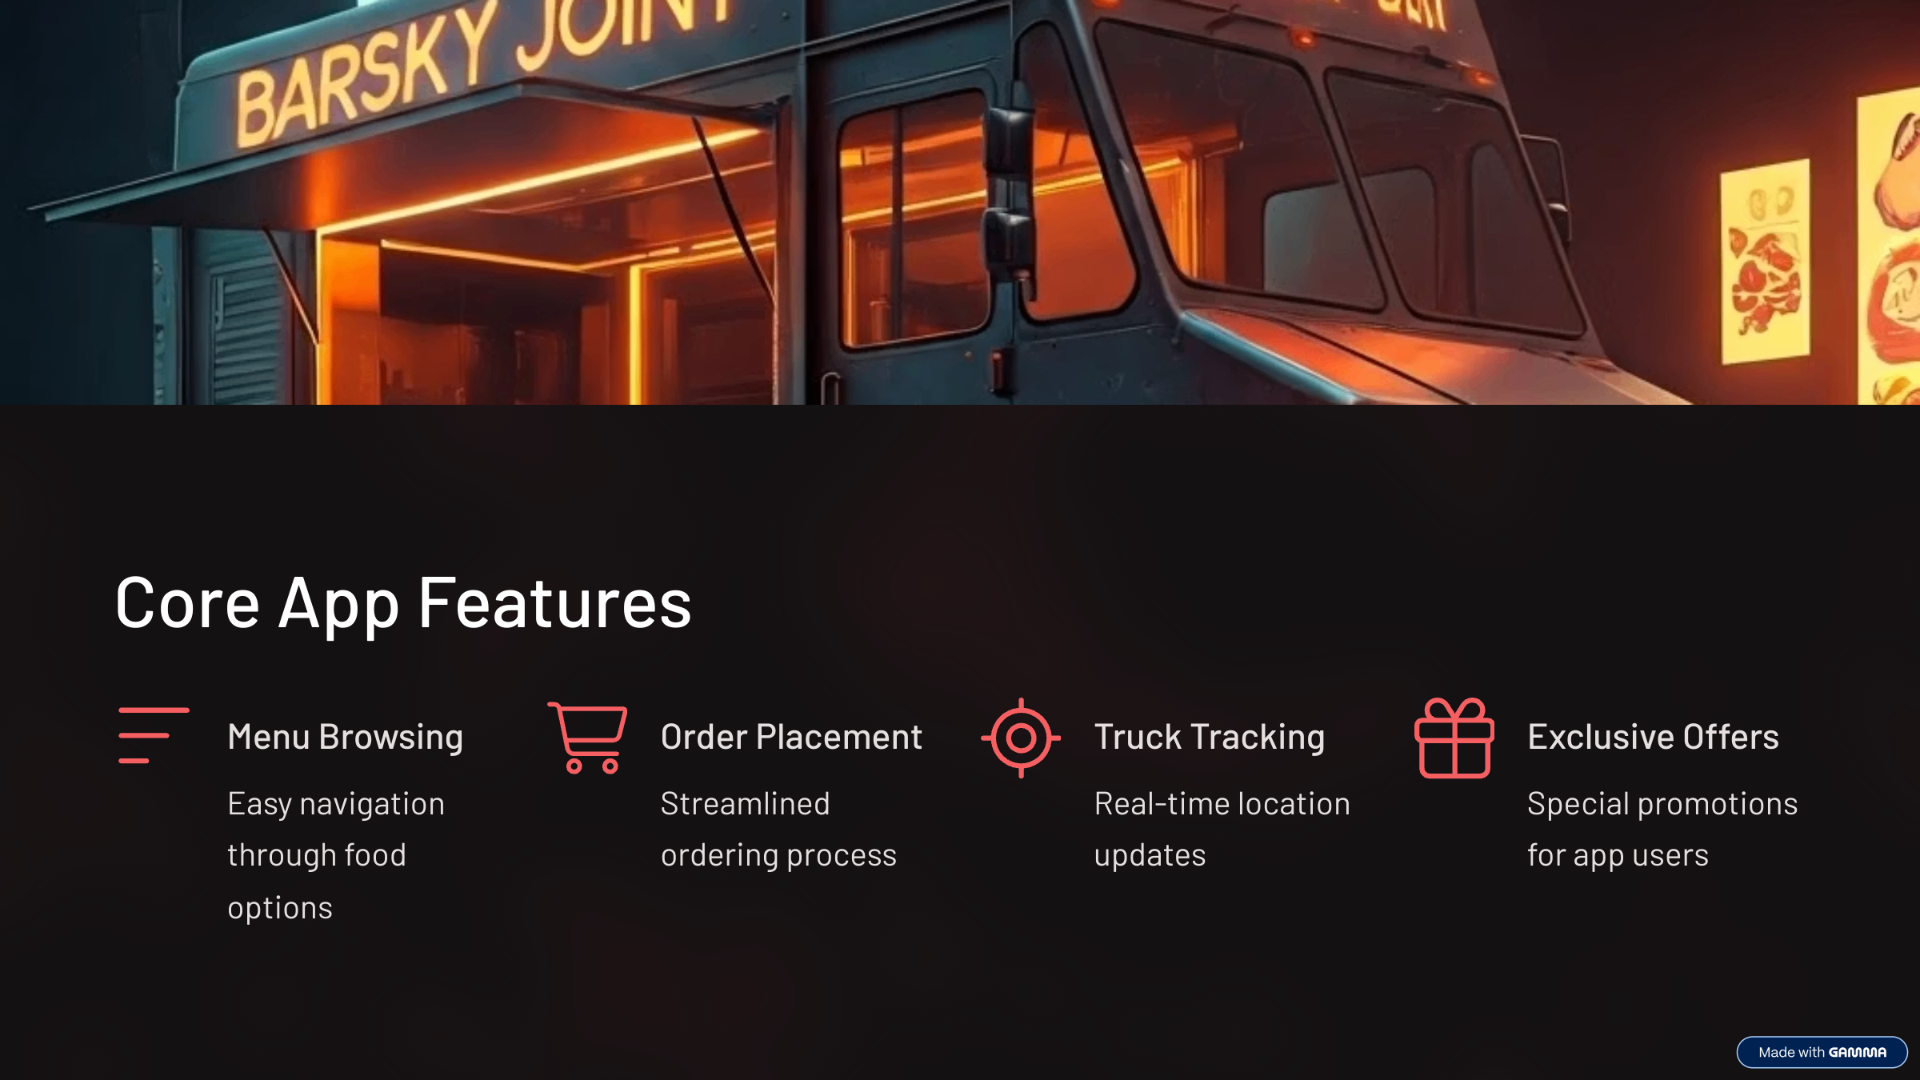 BARSKY JOINT
Core App Features
Menu Browsing
Easy navigation
through food
options
Order Placement
Streamlined
ordering process
Truck Tracking
Real-time location
updates
Exclusive Offers
Special promotions
for app users
Made with GAMMA